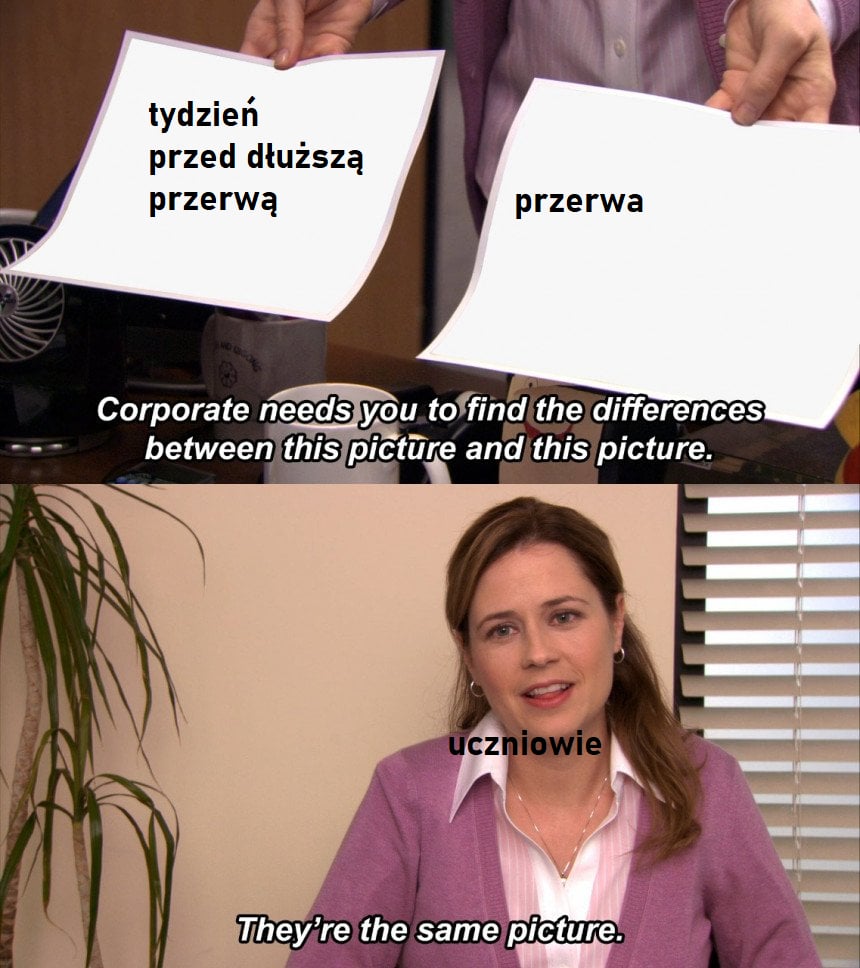 tydzień
przed dłuższą
przerwą
przerwa
Corporate needs you to find the differences
between this picture and this picture.
uczniowie
They're the same picture.